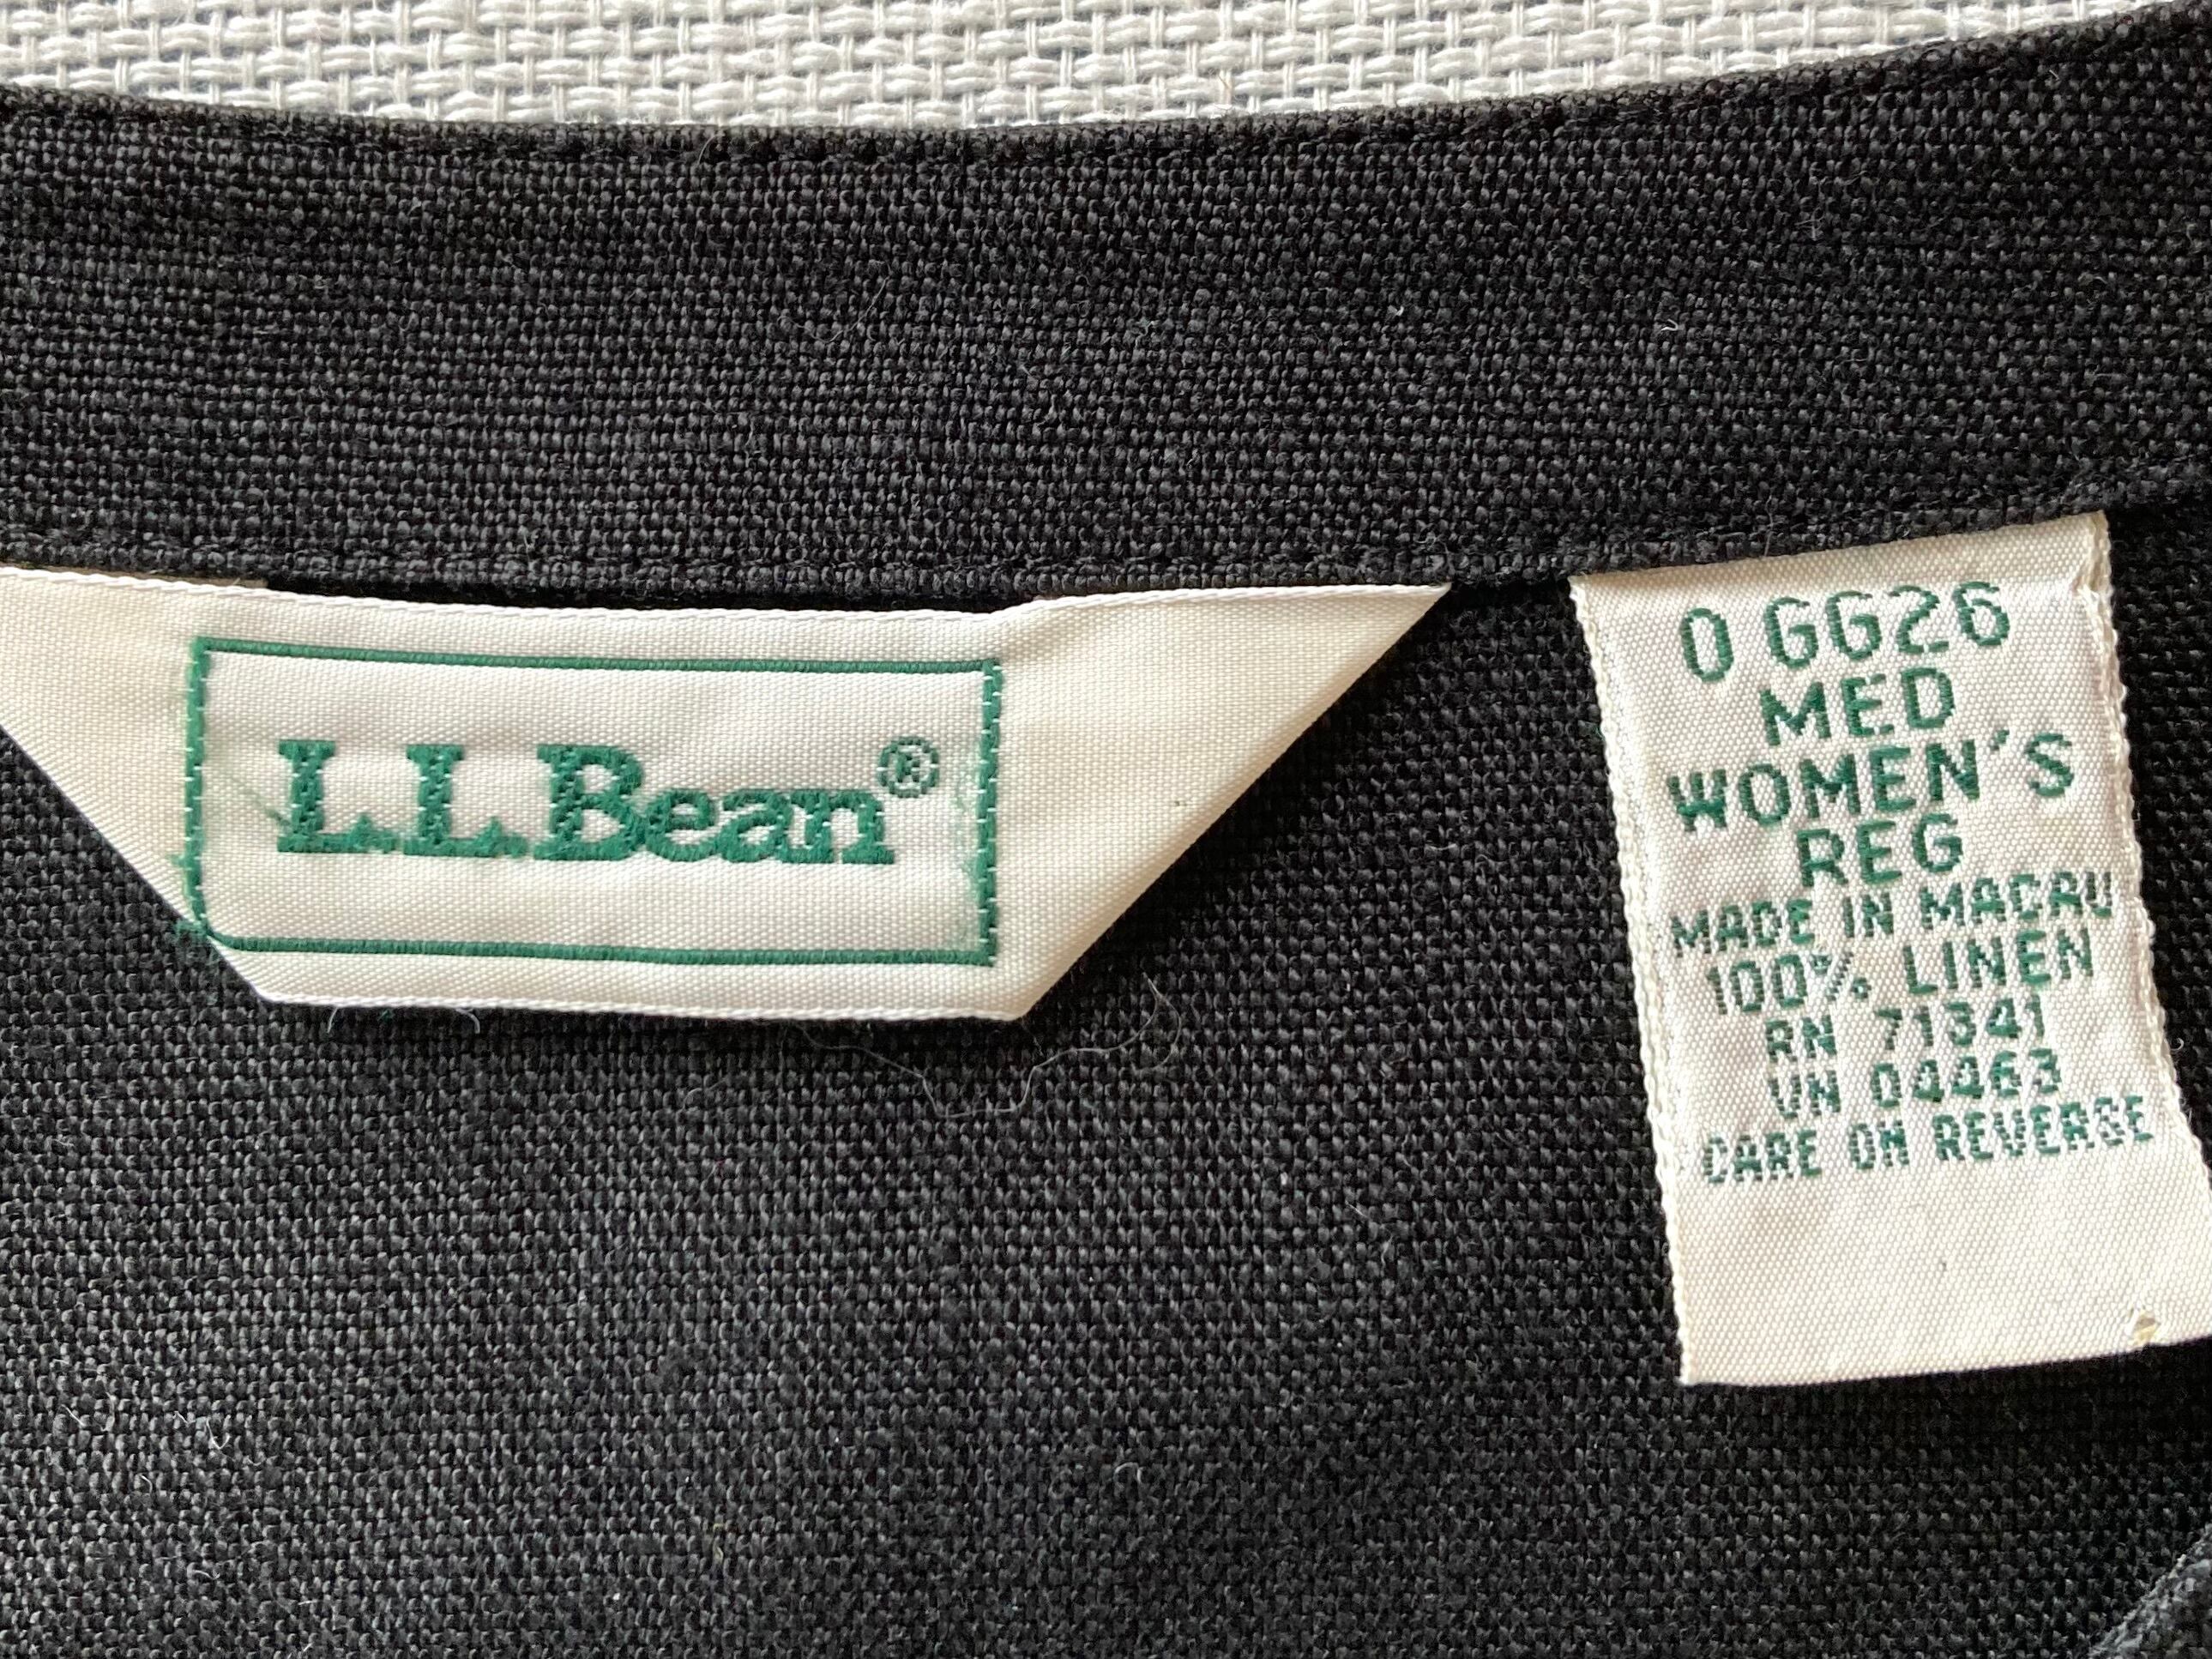 L.L.Bean®
0 GG26
MED
WOMEN'S
REG
MADE IN MACAU
100% LINEN
RN 71341
VN 04463
CARE ON REVERSE